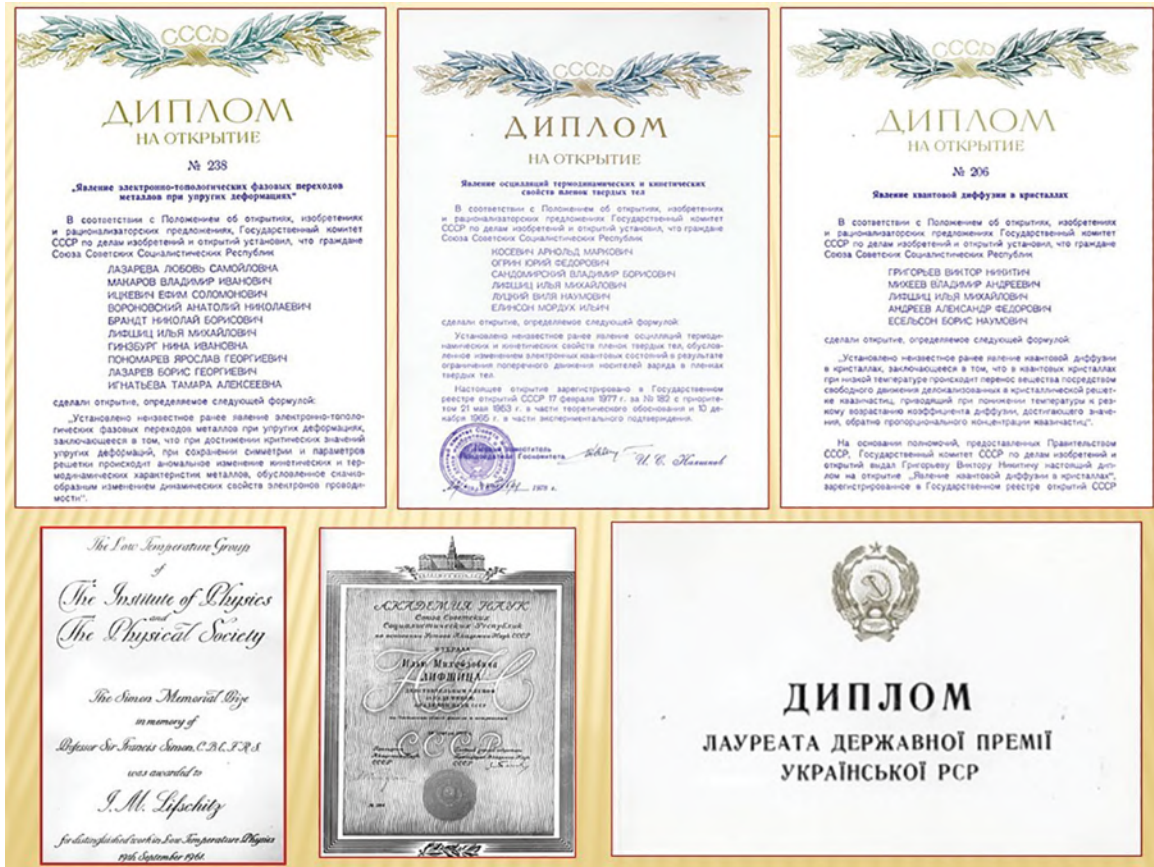 СССР
ДИПЛОМ
НА ОТКРЫТИЕ
№ 238
„Явление электронно-топологических фазовых переходов
металлов при упругих деформациях"
В соответствии с Положением об открытиях, изобретениях
и рационализаторских предложениях, Государственный комитет
СССР по делам изобретений и открытий установил, что граждане
Союза Советских Социалистических Республик
ЛАЗАРЕВА ЛЮБОВЬ САМОЙЛОВНА
МАКАРОВ ВЛАДИМИР ИВАНОВИЧ
ИЦКЕВИЧ ЕФИМ СОЛОМОНОВИЧ
ВОРОНОВСКИЙ АНАТОЛИЙ НИКОЛАЕВИЧ
БРАНДТ НИКОЛАЙ БОРИСОВИЧ
ЛИФШИЦ ИЛЬЯ МИХАЙЛОВИЧ
ГИНЗБУРГ НИНА ИВАНОВНА
ПОНОМАРЕВ ЯРОСЛАВ ГЕОРГИЕВИЧ
ЛАЗАРЕВ БОРИС ГЕОРГИЕВИЧ
ИГНАТЬЕВА ТАМАРА АЛЕКСЕЕВНА
сделали открытие, определяемое следующей формулой:
„Установлено неизвестное ранее явление электронно-тополо-
гических фазовых переходов металлов при упругих деформациях,
заключающееся в том, что при достижении критических значений
упругих деформаций, при сохранении симметрии и параметров
решетки происходит аномальное изменение кинетических и тер-
модинамических характеристик металлов, обусловленное скачко-
образным изменением динамических свойств электронов проводи-
мости".
СССР
ДИПЛОМ
НА ОТКРЫТИЕ
Явление осцилляций термодинамических и кинетических
свойств пленок твердых тел
В соответствии с Положением об открытиях, изобретениях
и рационализаторских предложениях, Государственный комитет
СССР по делам изобретений и открытий установил, что граждане
Союза Советских Социалистических Республик
КОСЕВИЧ АРНОЛЬД МАРКОВИЧ
ОГРИН ЮРИЙ ФЕДОРОВИЧ
САНДОМИРСКИЙ ВЛАДИМИР БОРИСОВИЧ
ЛИФШИЦ ИЛЬЯ МИХАЙЛОВИЧ
ЛУЦКИЙ ВИЛЯ НАУМОВИЧ
ЕЛИНСОН МОРДУХ ИЛЬИЧ
сделали открытие, определяемое следующей формулой:
Установлено неизвестное ранее явление осцилляций термоди-
намических и кинетических свойств пленок твердых тел, обуслов-
ленное изменением электронных квантовых состояний в результате
ограничения поперечного движения носителей заряда в пленках
твердых тел.
Настоящее открытие зарегистрировано в Государственном
реестре открытий СССР 17 февраля 1977 г. за № 182 с приорите-
том 21 мая 1953 г. в части теоретического обоснования и 10 де-
кабря 1965 г. в части экспериментального подтверждения.
1979 г.
СССР
ДИПЛОМ
НА ОТКРЫТИЕ
№ 206
Явление квантовой диффузии в кристаллах
В соответствии с Положением об открытиях, изобретениях
и рационализаторских предложениях, Государственный комитет
СССР по делам изобретений и открытий установил, что граждане
Союза Советских Социалистических Республик
ГРИГОРЬЕВ ВИКТОР НИКИТИЧ
МИХЕЕВ ВЛАДИМИР АНДРЕЕВИЧ
ЛИФШИЦ ИЛЬЯ МИХАЙЛОВИЧ
АНДРЕЕВ АЛЕКСАНДР ФЕДОРОВИЧ
ЕСЕЛЬСОН БОРИС НАУМОВИЧ
сделали открытие, определяемое следующей формулой:
„Установлено неизвестное ранее явление квантовой диффузии
в кристаллах, заключающееся в том, что в квантовых кристаллах
при низкой температуре происходит перенос вещества посредством
свободного движения делокализованных в кристаллической решет-
ке квазичастиц, приводящий при понижении температуры к рез-
кому возрастанию коэффициента диффузии, достигающего значе-
ния, обратно пропорционального концентрации квазичастиц".
На основании полномочий, предоставленных Правительством
СССР, Государственный комитет СССР по делам изобретений и
открытий выдал Григорьеву Виктору Никитичу настоящий дип-
лом на открытие „Явление квантовой диффузии в кристаллах",
зарегистрированное в Государственном реестре открытий СССР
The Low Temperature Group
of
The Institute of Physics
and
The Physical Society
The Simon Memorial Prize
in memory of
Professor Sir Francis Simon, C.B.E., F.R.S.
was awarded to
I. M. Lifschitz
for distinguished work in Low Temperature Physics
19th September 1961.
АКАДЕМИЯ НАУК
Союза Советских
Социалистических Республик
на основании Устава Академии Наук СССР
избрала
Илью Михайловича
ЛИФШИЦА
действительным членом
АН
СССР
ДИПЛОМ
ЛАУРЕАТА ДЕРЖАВНОЇ ПРЕМІЇ
УКРАЇНСЬКОЇ РСР